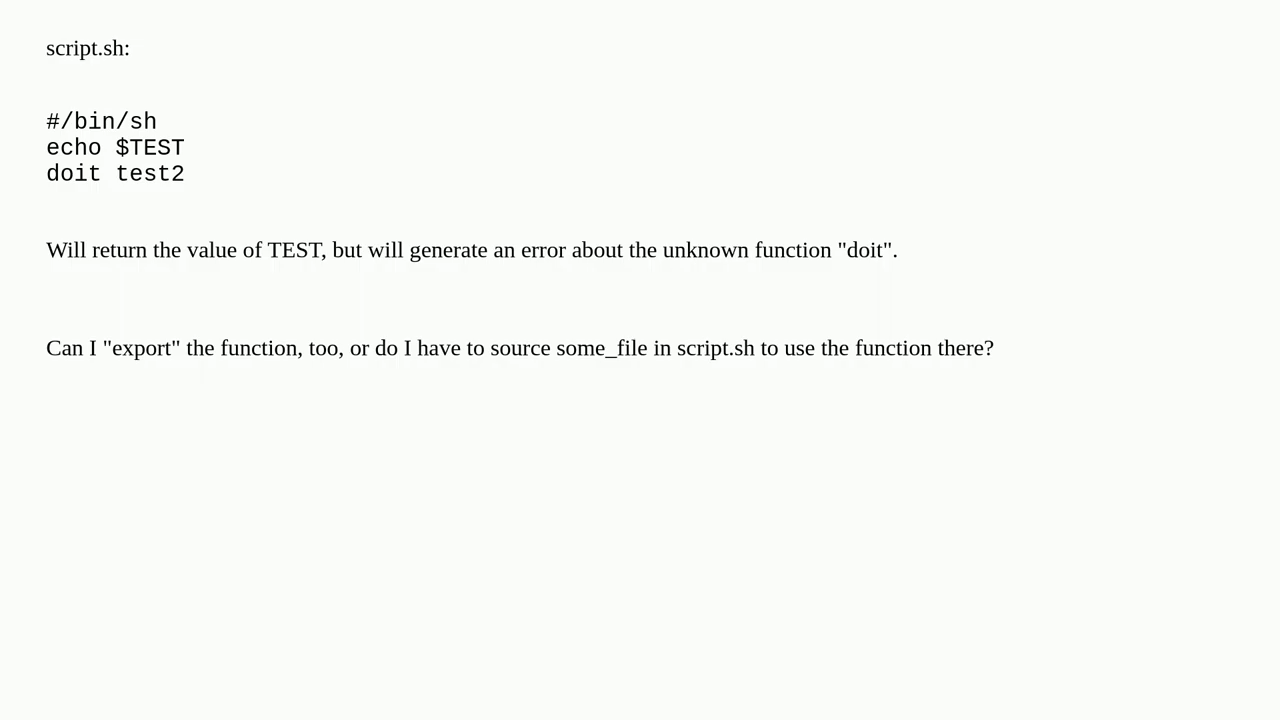 script.sh:
#/bin/sh
echo $TEST
doit test2
Will return the value of TEST, but will generate an error about the unknown function "doit".
Can I "export" the function, too, or do I have to source some_file in script.sh to use the function there?